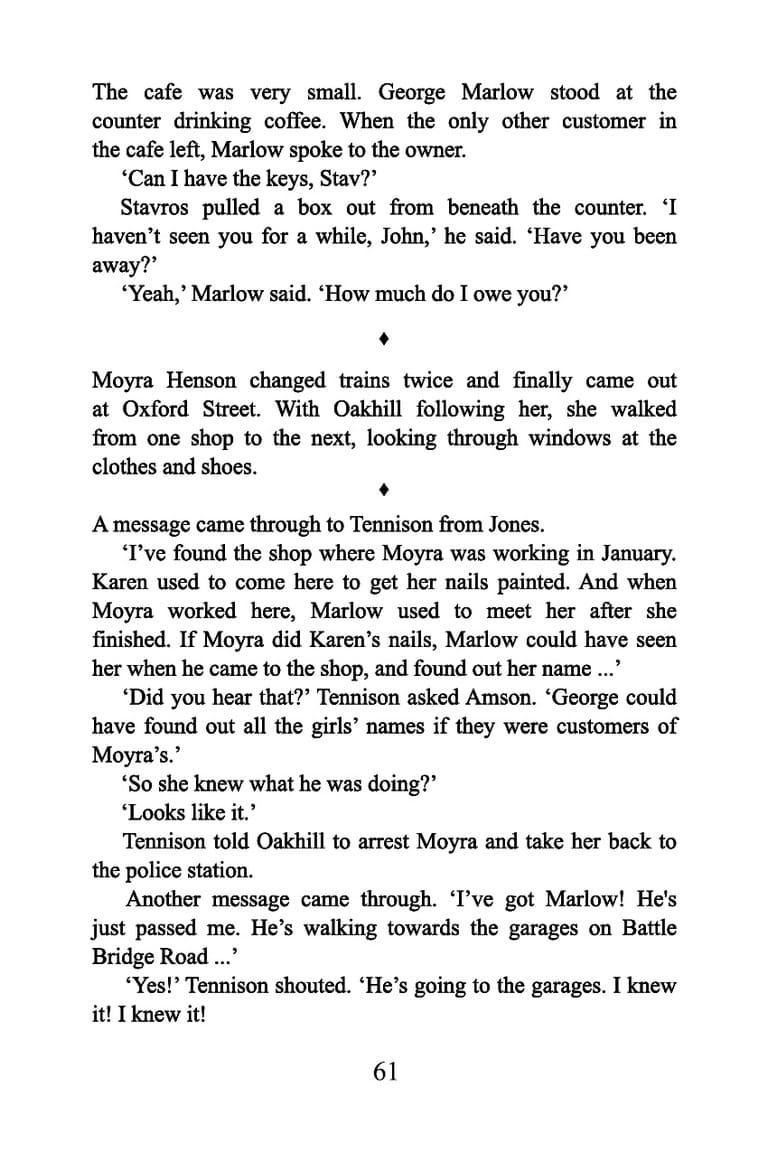 The cafe was very small. George Marlow stood at the
counter drinking coffee. When the only other customer in
the cafe left, Marlow spoke to the owner.
‘Can I have the keys, Stav?’
Stavros pulled a box out from beneath the counter. ‘I
haven’t seen you for a while, John,’ he said. ‘Have you been
away?’
‘Yeah,’ Marlow said. ‘How much do I owe you?’
♦
Moyra Henson changed trains twice and finally came out
at Oxford Street. With Oakhill following her, she walked
from one shop to the next, looking through windows at the
clothes and shoes.
♦
A message came through to Tennison from Jones.
‘I’ve found the shop where Moyra was working in January.
Karen used to come here to get her nails painted. And when
Moyra worked here, Marlow used to meet her after she
finished. If Moyra did Karen’s nails, Marlow could have seen
her when he came to the shop, and found out her name ...’
‘Did you hear that?’ Tennison asked Amson. ‘George could
have found out all the girls’ names if they were customers of
Moyra’s.’
‘So she knew what he was doing?’
‘Looks like it.’
Tennison told Oakhill to arrest Moyra and take her back to
the police station.
Another message came through. ‘I’ve got Marlow! He's
just passed me. He’s walking towards the garages on Battle
Bridge Road ...’
‘Yes!’ Tennison shouted. ‘He’s going to the garages. I knew
it! I knew it!
61